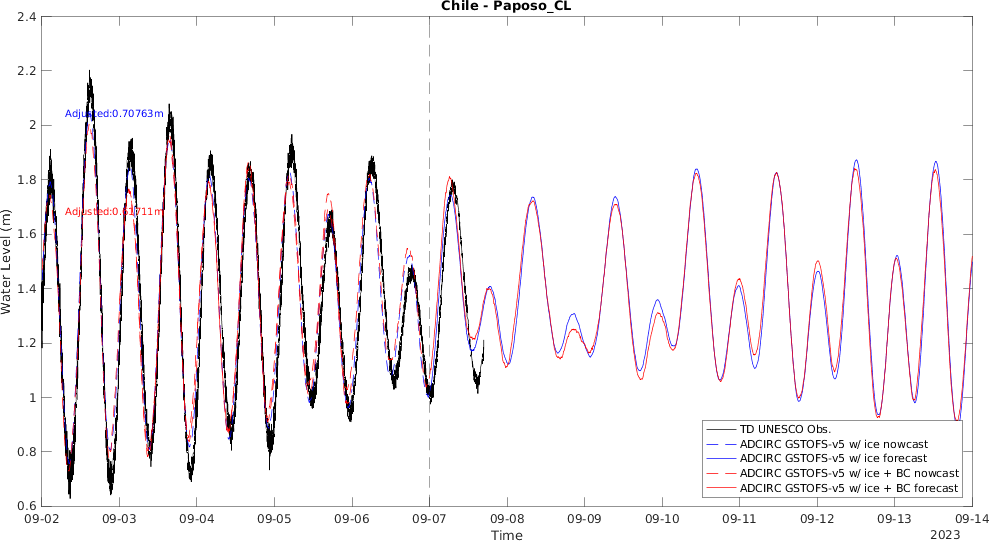 Chile - Paposo_CL
2.4
2.2
2
1.8
1.6
1.4
1.2
1
0.8
0.6
Water Level (m)
Adjusted:0.70763m
TD UNESCO Obs.
ADCIRC GSTOFS-v5 w/ ice nowcast
ADCIRC GSTOFS-v5 w/ ice forecast
ADCIRC GSTOFS-v5 w/ ice + BC nowcast
ADCIRC GSTOFS-v5 w/ ice + BC forecast
09-02 09-03 09-04 09-05 09-06 09-07 09-08 09-09 09-10 09-11 09-12 09-13 09-14
Time
2023